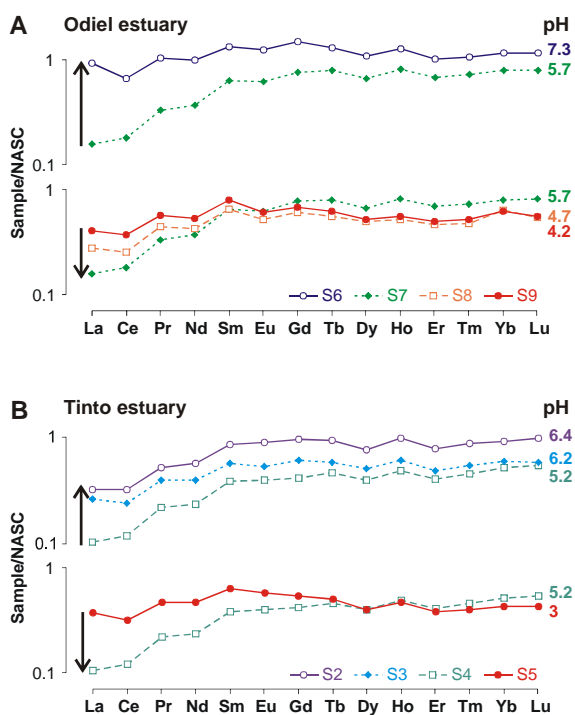 A Odiel estuary pH
7.3
1
5.7
0.1
Sample/NASC
1
5.7
4.7
4.2
0.1
S6 S7 S8 S9
La Ce Pr Nd Sm Eu Gd Tb Dy Ho Er Tm Yb Lu
B Tinto estuary pH
1
6.4
6.2
5.2
0.1
Sample/NASC
1
5.2
3
0.1
S2 S3 S4 S5
La Ce Pr Nd Sm Eu Gd Tb Dy Ho Er Tm Yb Lu